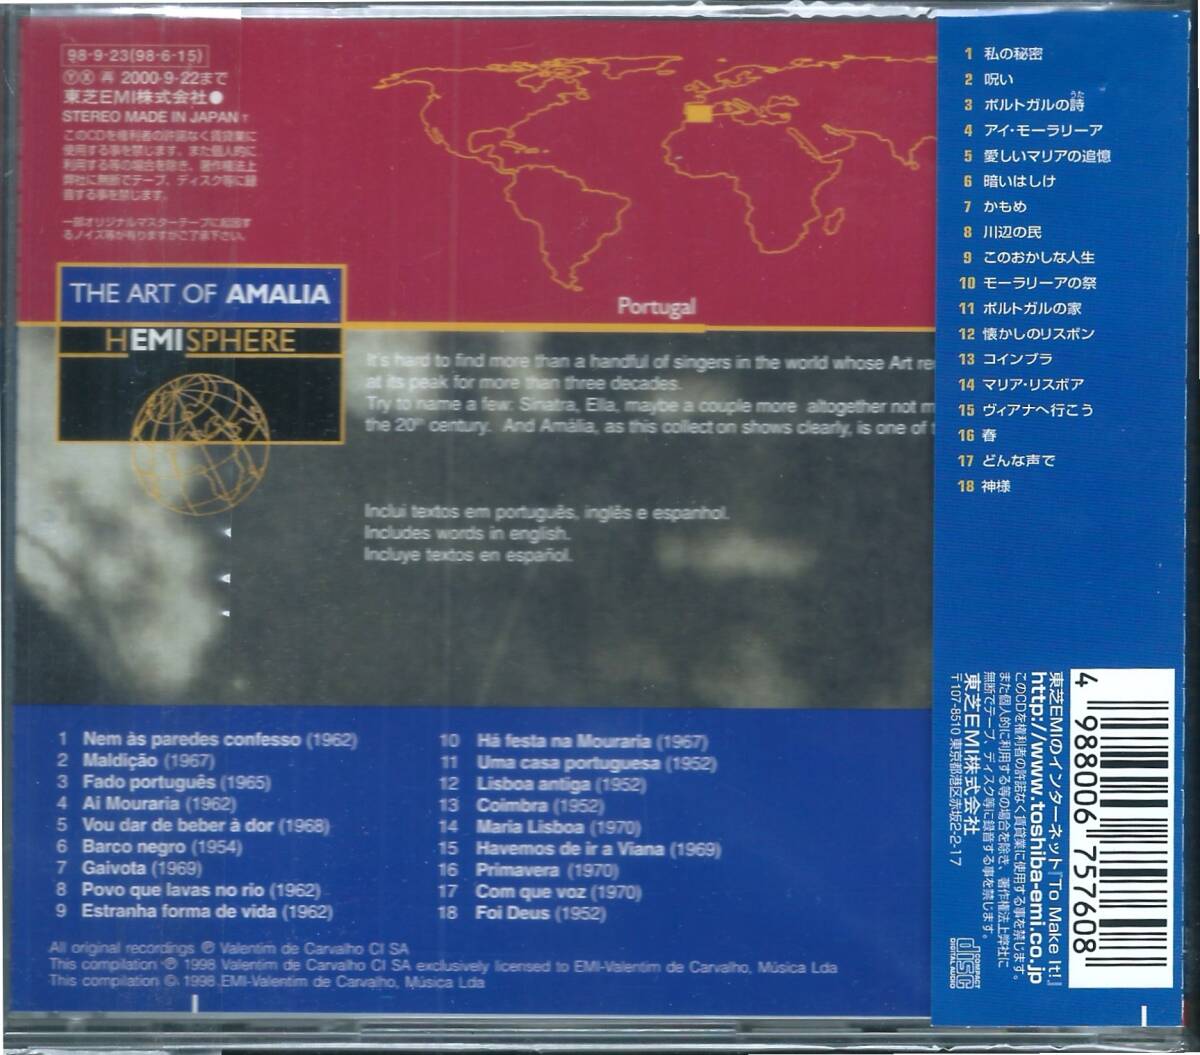 98-9-23(98-6-15)
Ⓨ Ⓧ 再 2000·9·22まで
東芝EMI株式会社●
STEREO MADE IN JAPAN
このCDを権利者の許諾なく賃貸業に
使用する事を禁じます。また個人的に
利用する等の場合を除き、著作権法上
弊社に無断でテープ、ディスク等に録
音する事を禁じます。
一部オリジナルマスターテープに起因す
るノイズ等が有りますがご了承下さい。
THE ART OF AMALIA
HEMISPHERE
Portugal
It's hard to find more than a handful of singers in the world whose Art
at its peak for more than three decades.
Try to name a few: Sinatra, Ella, maybe a couple more altogether not
the 20th century. And Amália, as this collection shows clearly, is one of
Inclui textos em português, inglês e espanhol.
Includes words in english.
Incluye textos en español.
1 Nem às paredes confesso (1962)
2 Maldição (1967)
3 Fado português (1965)
4 Ai Mouraria (1962)
5 Vou dar de beber à dor (1968)
6 Barco negro (1954)
7 Gaivota (1969)
8 Povo que lavas no rio (1962)
9 Estranha forma de vida (1962)
10 Há festa na Mouraria (1967)
11 Uma casa portuguesa (1952)
12 Lisboa antiga (1952)
13 Coimbra (1952)
14 Maria Lisboa (1970)
15 Havemos de ir a Viana (1969)
16 Primavera (1970)
17 Com que voz (1970)
18 Foi Deus (1952)
All original recordings ℗ Valentim de Carvalho CI SA
This compilation ℗ 1998 Valentim de Carvalho CI SA exclusively licensed to EMI-Valentim de Carvalho, Música Lda
This compilation © 1998 EMI-Valentim de Carvalho, Música Lda
1 私の秘密
2 呪い
3 ポルトガルの詩
うた
4 アイ・モーラリーア
5 愛しいマリアの追憶
6 暗いはしけ
7 かもめ
8 川辺の民
9 このおかしな人生
10 モーラリーアの祭
11 ポルトガルの家
12 懐かしのリスボン
13 コインブラ
14 マリア・リスボア
15 ヴィアナへ行こう
16 春
17 どんな声で
18 神様
東芝EMIのインターネット『To Make It!』
http://www.toshiba-emi.co.jp
このCDを権利者の許諾なく賃貸業に使用する事を禁じます。
また個人的に利用する等の場合を除き、著作権法上弊社に
無断でテープ、ディスク等に録音する事を禁じます。
東芝EMI株式会社
〒107-8510 東京都港区赤坂2-2-17
COMPACT
disc
DIGITAL AUDIO
4 988006 757608